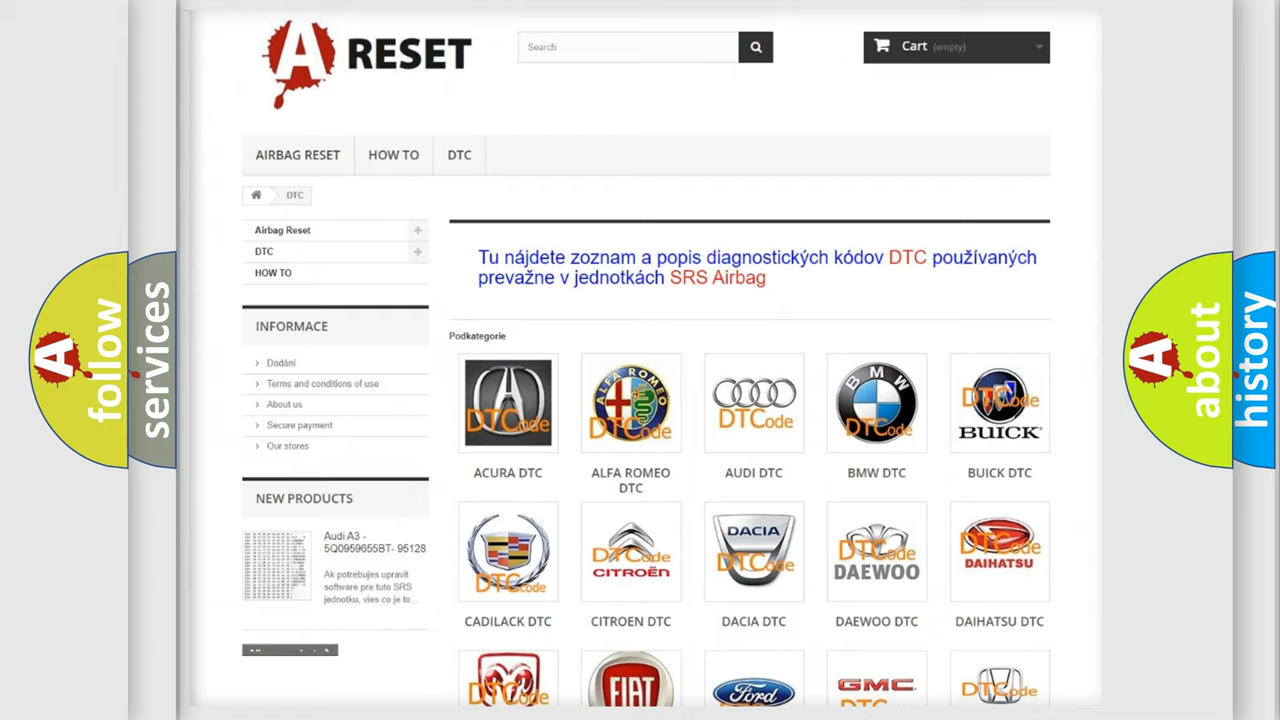 A RESET
Search
Cart (empty)
AIRBAG RESET
HOW TO
DTC
DTC
Airbag Reset
DTC
HOW TO
Tu nájdete zoznam a popis diagnostických kódov DTC používaných
prevažne v jednotkách SRS Airbag
INFORMACE
Dodání
Terms and conditions of use
About us
Secure payment
Our stores
Podkategorie
DTCode
ALFA ROMEO
DTCode
DTCode
BMW
DTCode
DTCode
BUICK
ACURA DTC
ALFA ROMEO
DTC
AUDI DTC
BMW DTC
BUICK DTC
NEW PRODUCTS
Audi A3 -
5Q0959655BT- 95128
Ak potrebujes upravit
software pre tuto SRS
jednotku, vies co je to...
DTCode
DTCode
CITROËN
DACIA
DTCode
DTCode
DAEWOO
DTCode
DAIHATSU
CADILACK DTC
CITROEN DTC
DACIA DTC
DAEWOO DTC
DAIHATSU DTC
DTCode
FIAT
Ford
GMC
DTCode
A follow
services
A about
history